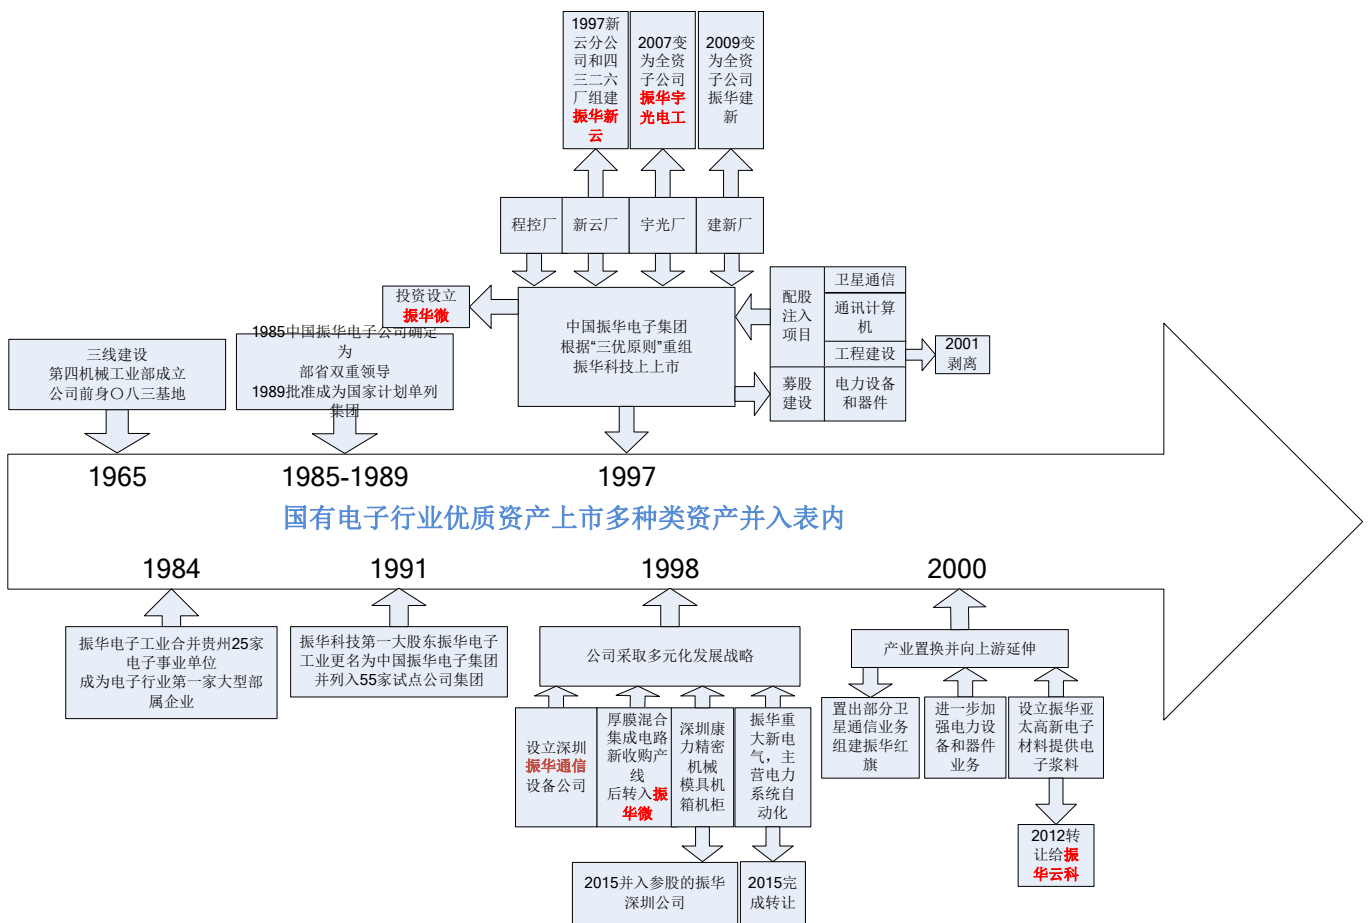 1997新
云分公
司和四
三二六
厂组建
振华新
云
2007变
为全资
子公司
振华宇
光电工
2009变
为全资
子公司
振华建
新
程控厂
新云厂
宇光厂
建新厂
投资设立
振华微
中国振华电子集团
根据“三优原则”重组
振华科技上上市
配股
注入
项目
卫星通信
通讯计算
机
工程建设
2001
剥离
募股
建设
电力设备
和器件
三线建设
第四机械工业部成立
公司前身〇八三基地
1985中国振华电子公司确定
为
部省双重领导
1989批准成为国家计划单列
集团
1965
1985-1989
1997
国有电子行业优质资产上市多种类资产并入表内
1984
1991
1998
2000
振华电子工业合并贵州25家
电子事业单位
成为电子行业第一家大型部
属企业
振华科技第一大股东振华电子
工业更名为中国振华电子集团
并列入55家试点公司集团
公司采取多元化发展战略
产业置换并向上游延伸
设立深圳
振华通信
设备公司
厚膜混合
集成电路
新收购产
线
后转入振
华微
深圳康
力精密
机械
模具机
箱机柜
振华重
大新电
气，主
营电力
系统自
动化
置出部分卫
星通信业务
组建振华红
旗
进一步加
强电力设
备和器件
业务
设立振华亚
太高新电子
材料提供电
子浆料
2015并入参股的振华
深圳公司
2015完
成转让
2012转
让给振
华云科